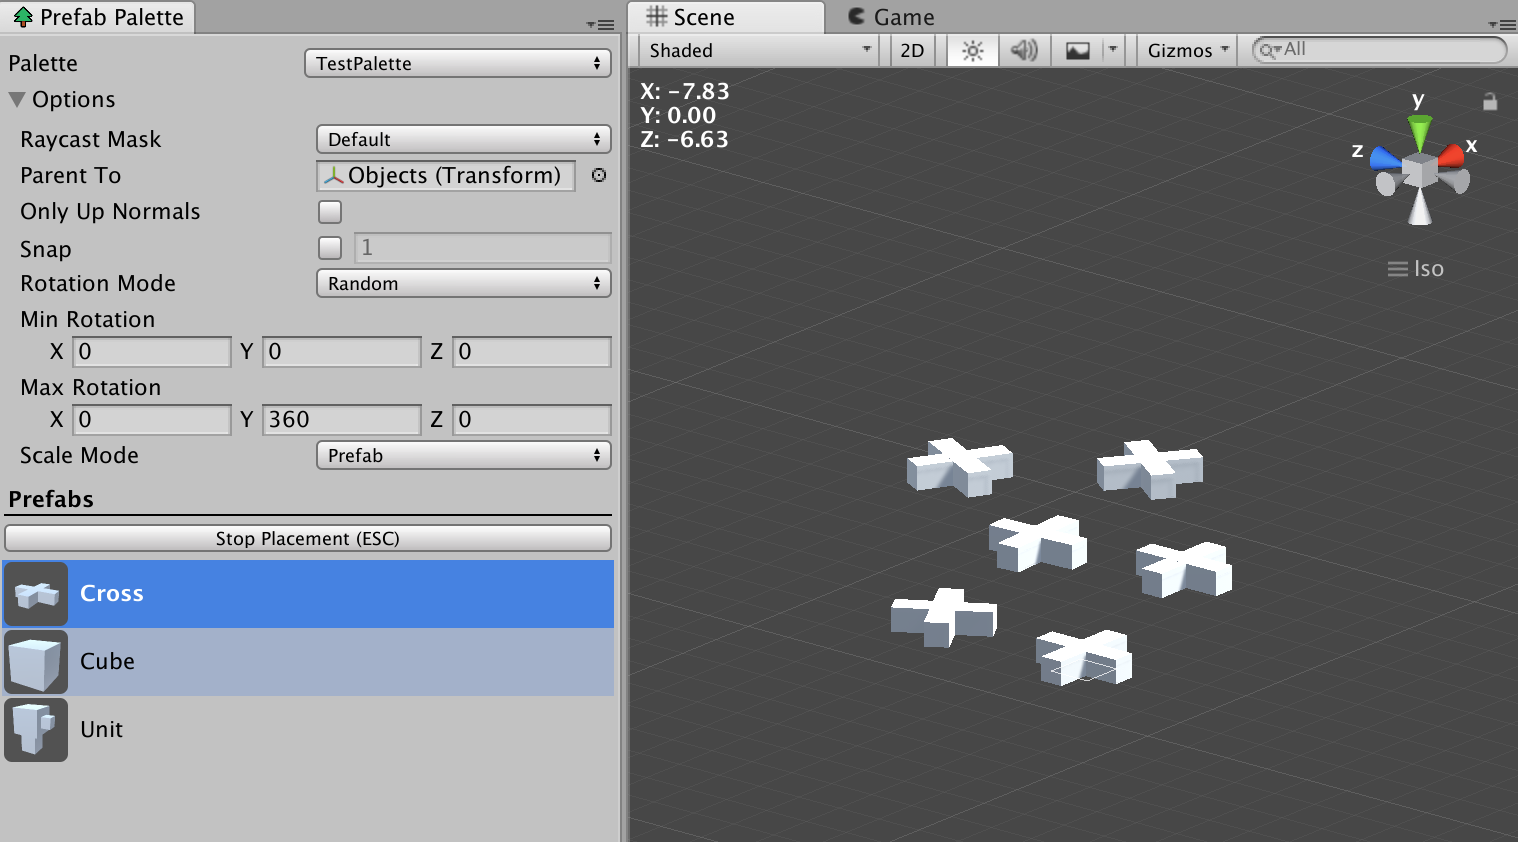 Prefab Palette
Palette TestPalette
Options
Raycast Mask Default
Parent To Objects (Transform)
Only Up Normals
Snap 1
Rotation Mode Random
Min Rotation
X 0 Y 0 Z 0
Max Rotation
X 0 Y 360 Z 0
Scale Mode Prefab
Prefabs
Stop Placement (ESC)
Cross
Cube
Unit
Scene Game
Shaded 2D Gizmos All
X: -7.83
Y: 0.00
Z: -6.63
y
z x
Iso